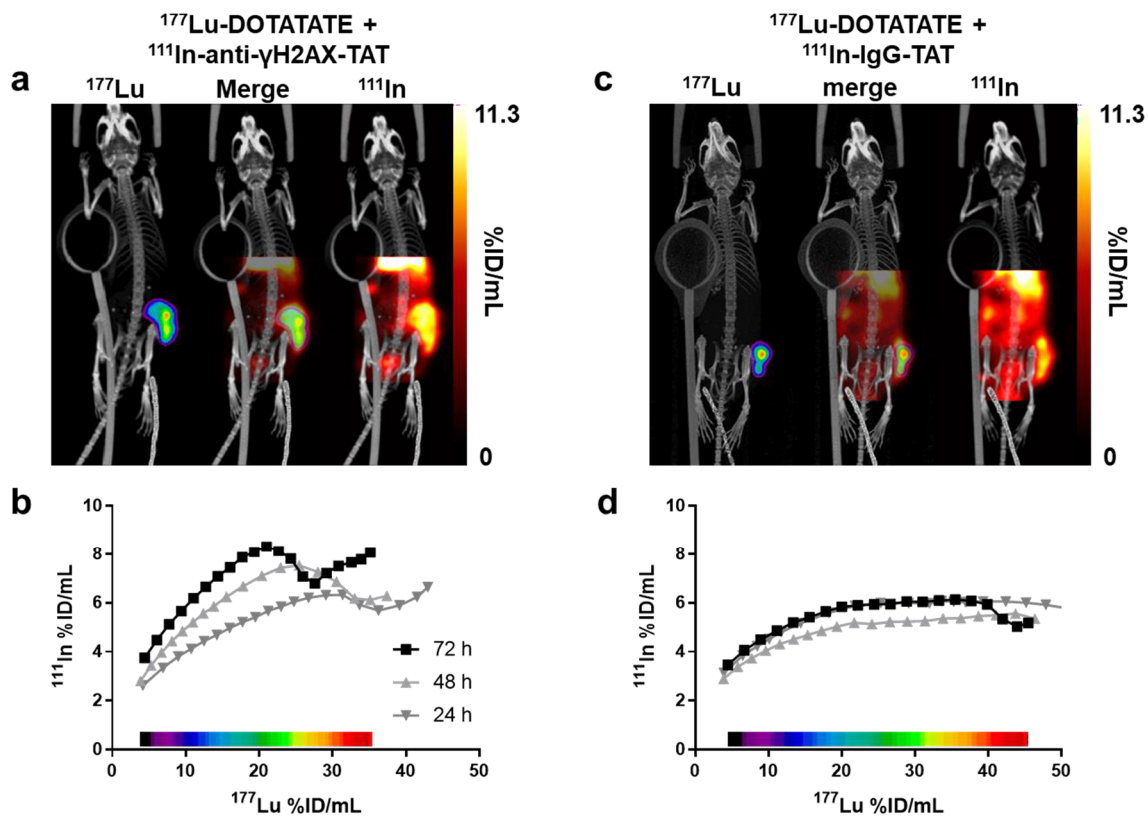 ¹⁷⁷Lu-DOTATATE +
¹¹¹In-anti-γH2AX-TAT
a
¹⁷⁷Lu
Merge
¹¹¹In
11.3
%ID/mL
0
¹⁷⁷Lu-DOTATATE +
¹¹¹In-IgG-TAT
c
¹⁷⁷Lu
merge
¹¹¹In
11.3
%ID/mL
0
b
¹¹¹In %ID/mL
10
8
6
4
2
0
72 h
48 h
24 h
0 10 20 30 40 50
¹⁷⁷Lu %ID/mL
d
¹¹¹In %ID/mL
10
8
6
4
2
0
0 10 20 30 40 50
¹⁷⁷Lu %ID/mL